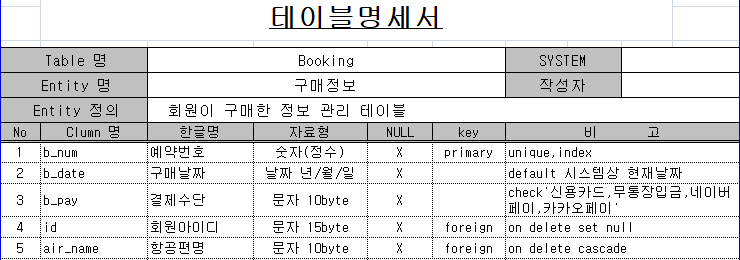 테이블명세서
Table 명 Booking SYSTEM
Entity 명 구매정보 작성자
Entity 정의 회원이 구매한 정보 관리 테이블
No Clumn 명 한글명 자료형 NULL key 비 고
1 b_num 예약번호 숫자(정수) X primary unique,index
2 b_date 구매날짜 날짜 년/월/일 X default 시스템상 현재날짜
3 b_pay 결제수단 문자 10byte X check'신용카드,무통장입금,네이버
페이,카카오페이'
4 id 회원아이디 문자 15byte X foreign on delete set null
5 air_name 항공편명 문자 10byte X foreign on delete cascade